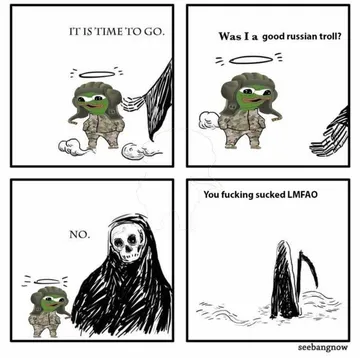 IT IS TIME TO GO.
Was I a good russian troll?
NO.
You fucking sucked LMFAO
seebangnow